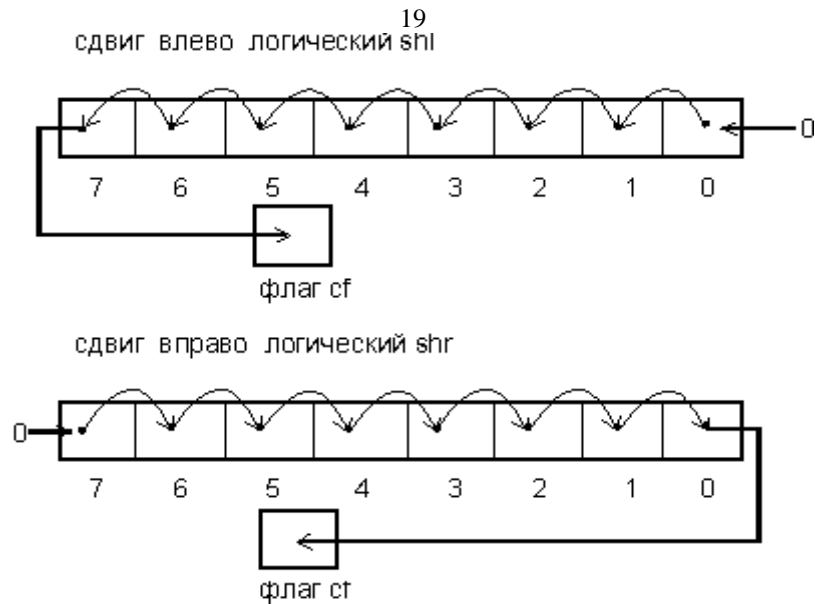 19
сдвиг влево логический shl
0
7 6 5 4 3 2 1 0
флаг cf
сдвиг вправо логический shr
0
7 6 5 4 3 2 1 0
флаг cf